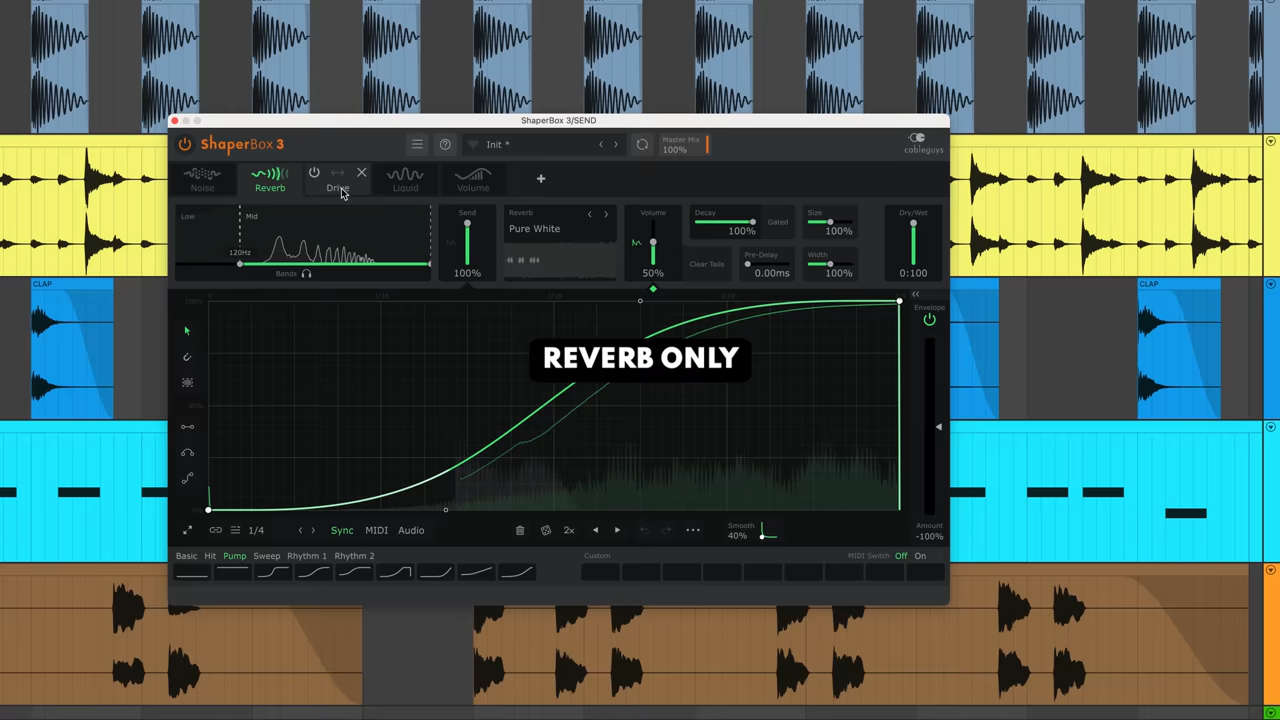 ShaperBox 3/SEND
ShaperBox 3
Init *
Master Mix
100%
cableguys
Noise
Reverb
Drive
Liquid
Volume
+
Low
Mid
120Hz
Bands
Send
100%
Reverb
Pure White
Volume
50%
Decay
100%
Gated
Clear Tails
Pre-Delay
0.00ms
Size
100%
Width
100%
Dry/Wet
0:100
100%
Envelope
REVERB ONLY
CLAP
CLAP
1/4
Sync
MIDI
Audio
2x
Smooth
40%
Amount
-100%
Basic
Hit
Pump
Sweep
Rhythm 1
Rhythm 2
Custom
MIDI Switch
Off
On